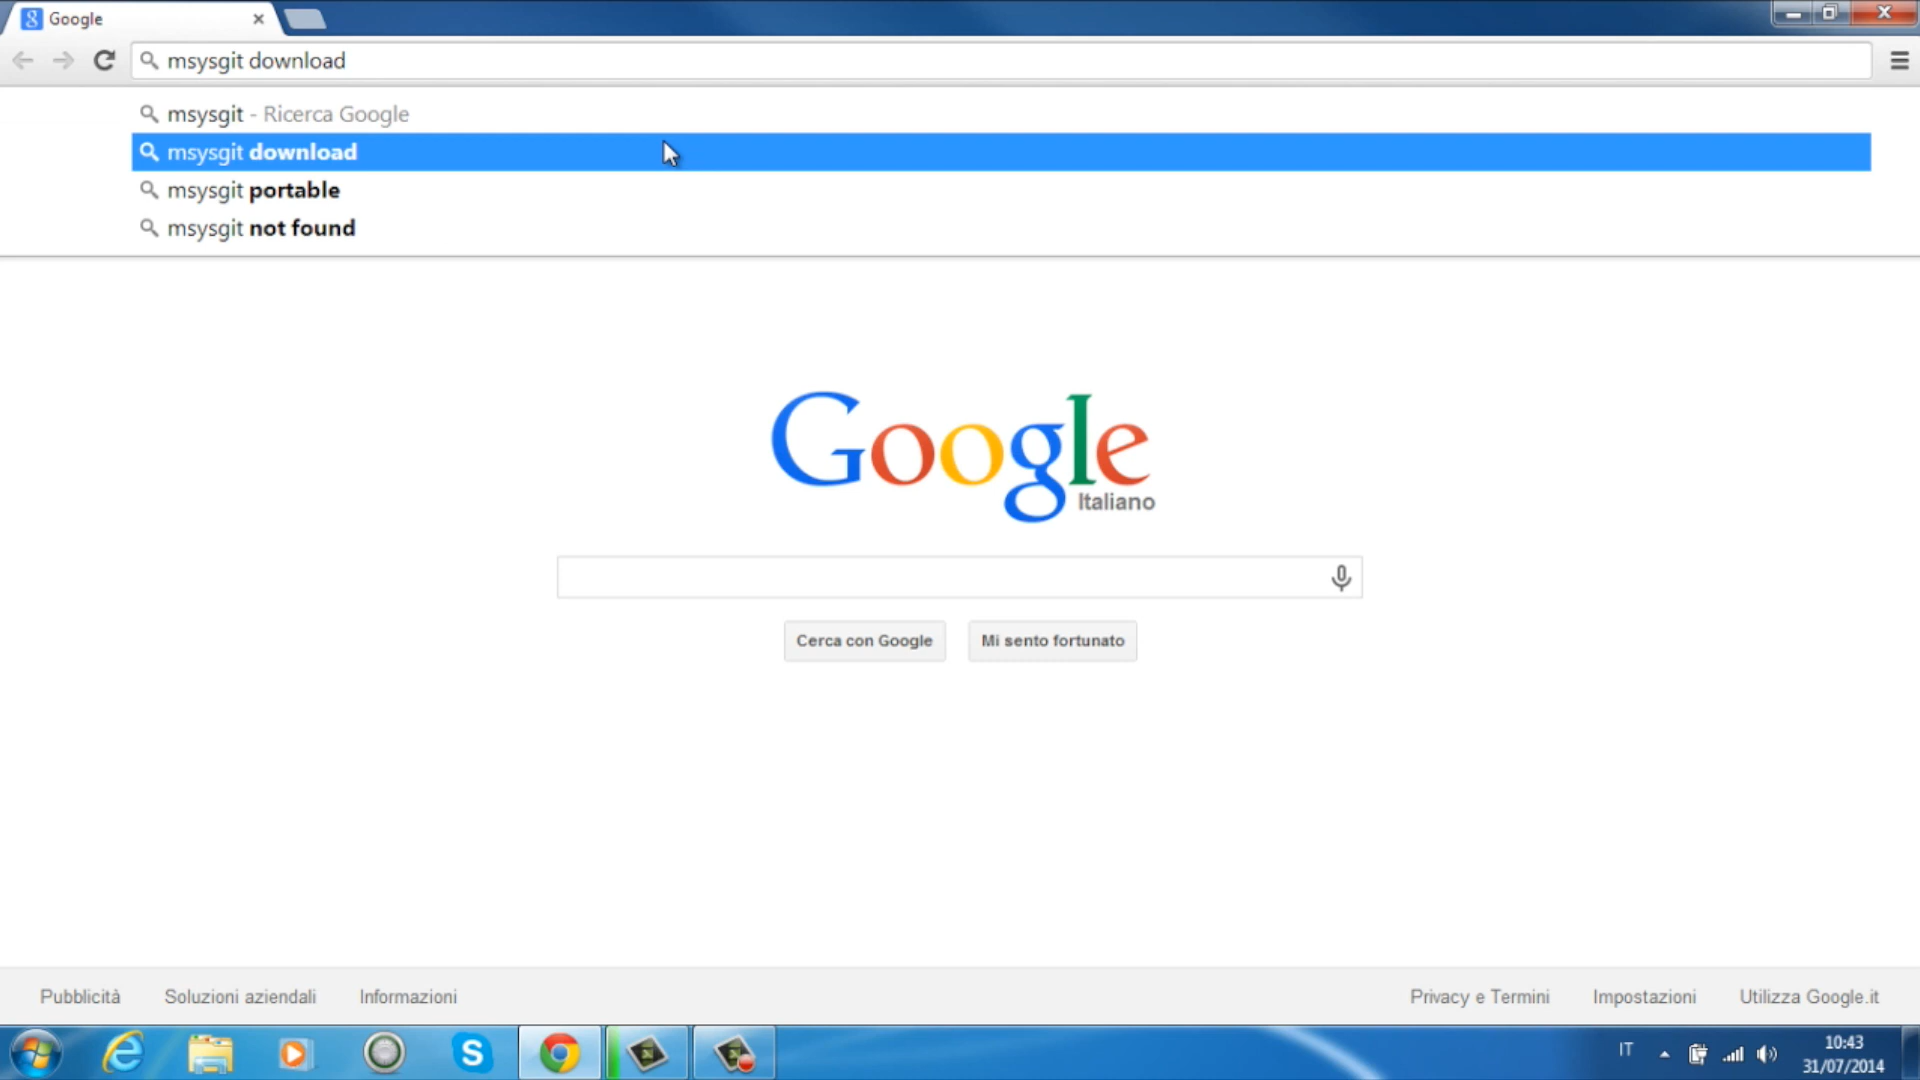 Google
msysgit download
msysgit - Ricerca Google
msysgit download
msysgit portable
msysgit not found
Google
Italiano
Cerca con Google Mi sento fortunato
Pubblicità Soluzioni aziendali Informazioni Privacy e Termini Impostazioni Utilizza Google.it
IT 10:43
31/07/2014